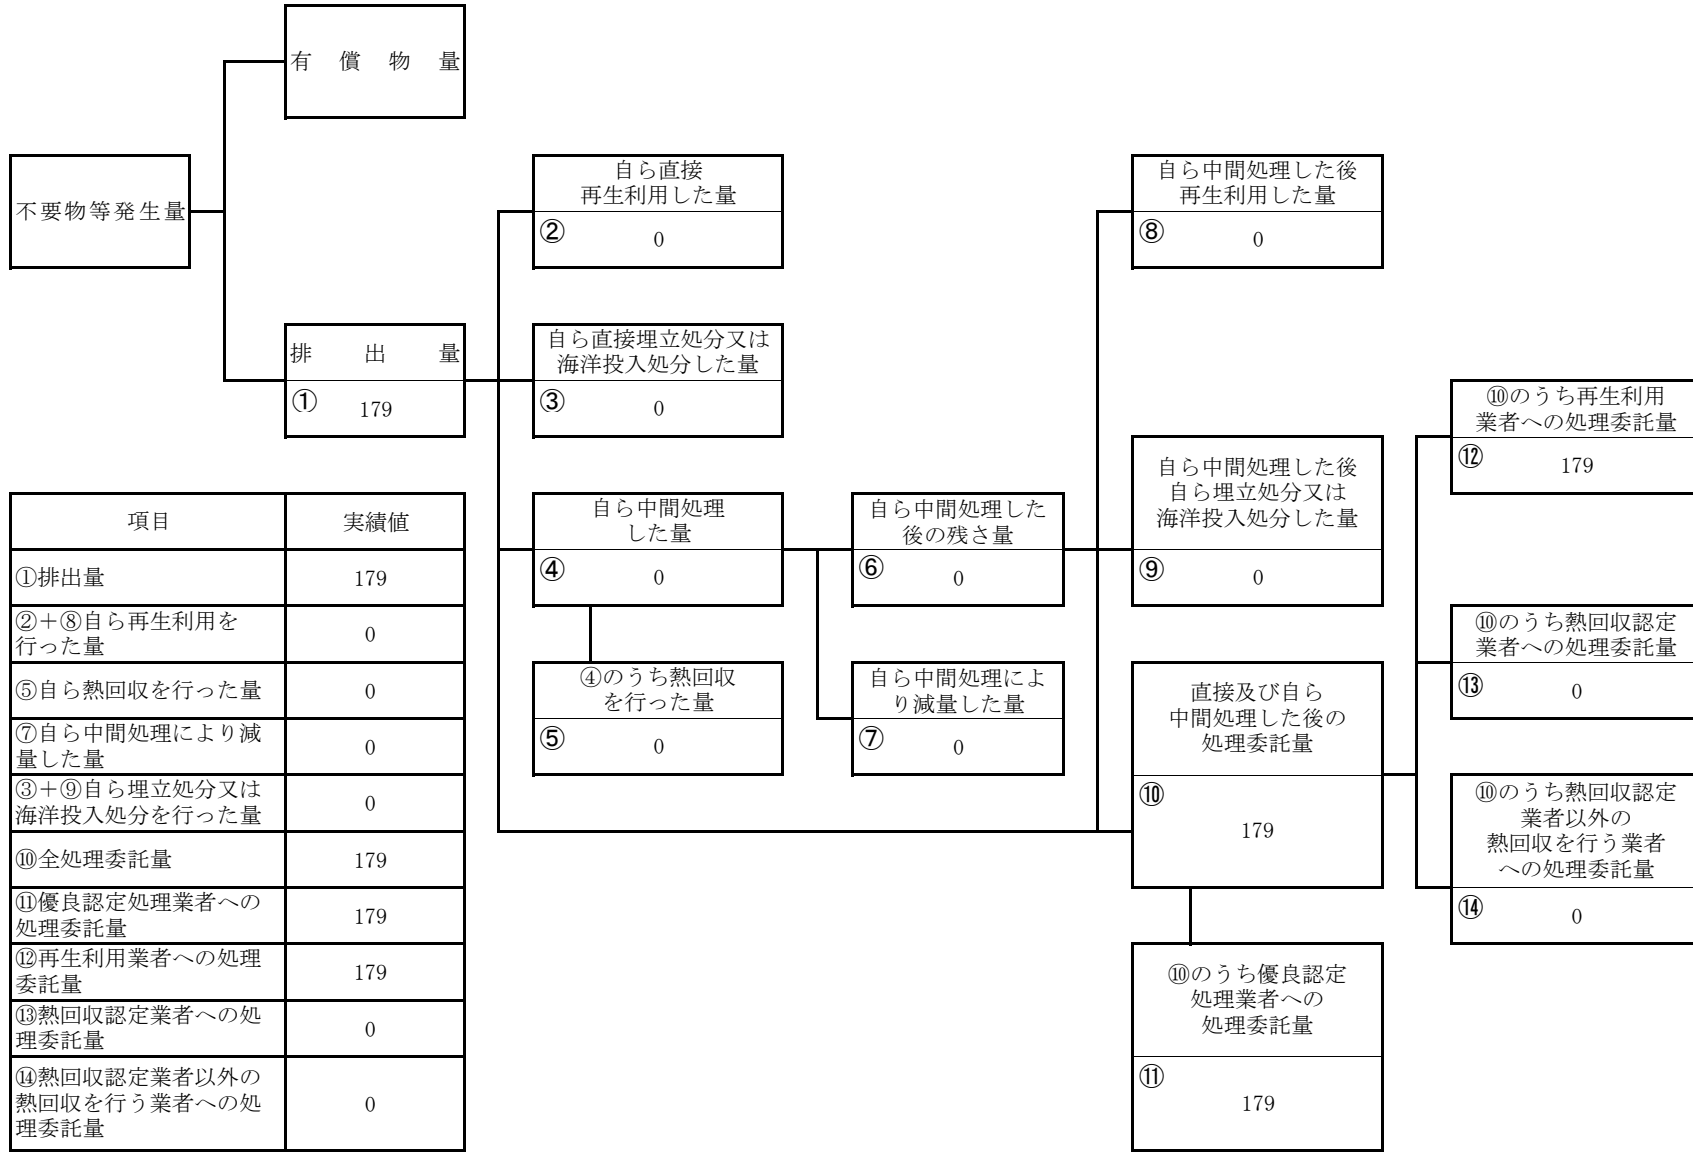 有償物量
不要物等発生量
排出量
① 179
自ら直接
再生利用した量
② 0
自ら直接埋立処分又は
海洋投入処分した量
③ 0
自ら中間処理
した量
④ 0
④のうち熱回収
を行った量
⑤ 0
自ら中間処理した
後の残さ量
⑥ 0
自ら中間処理によ
り減量した量
⑦ 0
自ら中間処理した後
再生利用した量
⑧ 0
自ら中間処理した後
自ら埋立処分又は
海洋投入処分した量
⑨ 0
直接及び自ら
中間処理した後の
処理委託量
⑩
179
⑩のうち優良認定
処理業者への
処理委託量
⑪
179
⑩のうち再生利用
業者への処理委託量
⑫ 179
⑩のうち熱回収認定
業者への処理委託量
⑬ 0
⑩のうち熱回収認定
業者以外の
熱回収を行う業者
への処理委託量
⑭ 0
項目 実績値
①排出量 179
②＋⑧自ら再生利用を
行った量 0
⑤自ら熱回収を行った量 0
⑦自ら中間処理により減
量した量 0
③＋⑨自ら埋立処分又は
海洋投入処分を行った量 0
⑩全処理委託量 179
⑪優良認定処理業者への
処理委託量 179
⑫再生利用業者への処理
委託量 179
⑬熱回収認定業者への処
理委託量 0
⑭熱回収認定業者以外の
熱回収を行う業者への処 0
理委託量